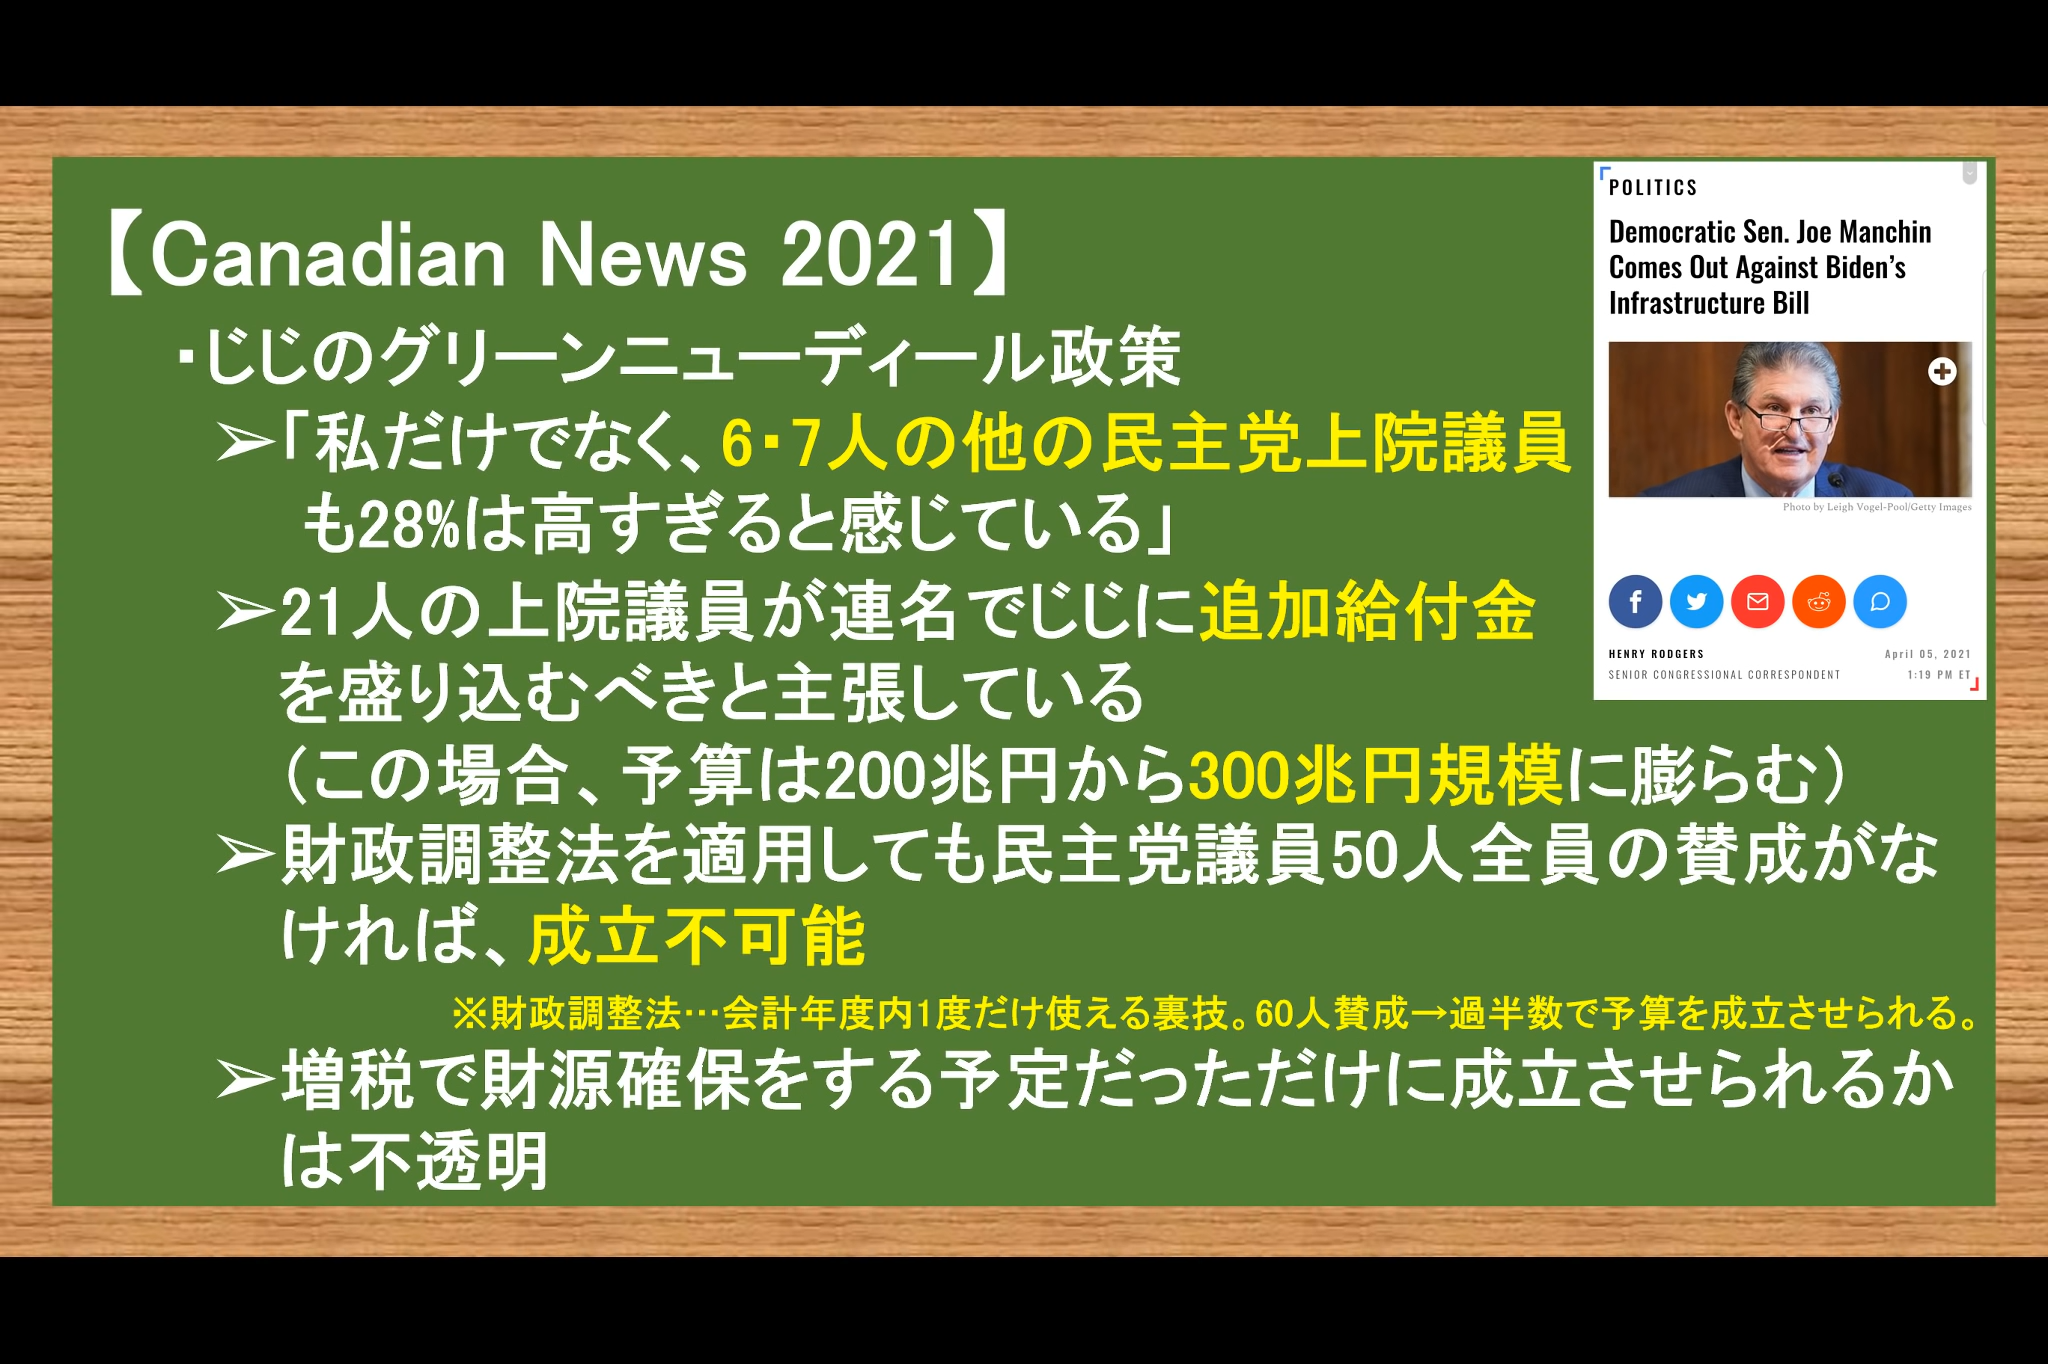 【Canadian News 2021】
・じじのグリーンニューディール政策
➢「私だけでなく、6・7人の他の民主党上院議員
も28%は高すぎると感じている」
➢21人の上院議員が連名でじじに追加給付金
を盛り込むべきと主張している
（この場合、予算は200兆円から300兆円規模に膨らむ）
➢財政調整法を適用しても民主党議員50人全員の賛成がな
ければ、成立不可能
※財政調整法…会計年度内1度だけ使える裏技。60人賛成→過半数で予算を成立させられる。
➢増税で財源確保をする予定だっただけに成立させられるか
は不透明
POLITICS
Democratic Sen. Joe Manchin
Comes Out Against Biden's
Infrastructure Bill
Photo by Leigh Vogel-Pool/Getty Images
HENRY RODGERS
SENIOR CONGRESSIONAL CORRESPONDENT
April 05, 2021
1:19 PM ET